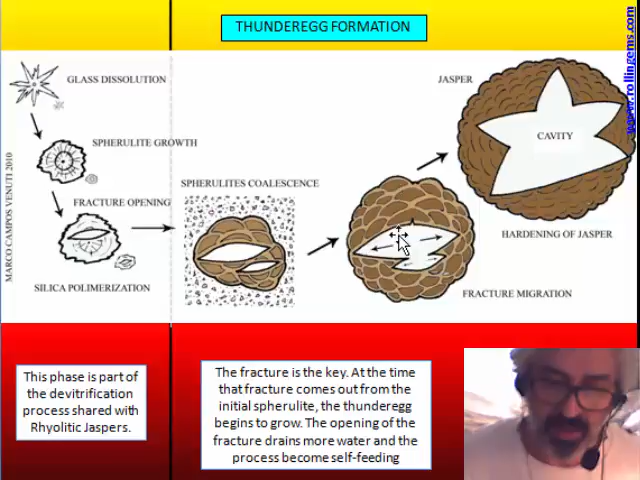 THUNDEREGG FORMATION
www.rollingems.com
GLASS DISSOLUTION
JASPER
CAVITY
SPHERULITE GROWTH
SPHERULITES COALESCENCE
FRACTURE OPENING
HARDENING OF JASPER
SILICA POLIMERIZATION
FRACTURE MIGRATION
MARCO CAMPOS VENUTI 2010
This phase is part of
the devitrification
process shared with
Rhyolitic Jaspers.
The fracture is the key. At the time
that fracture comes out from the
initial spherulite, the thunderegg
begins to grow. The opening of the
fracture drains more water and the
process become self-feeding